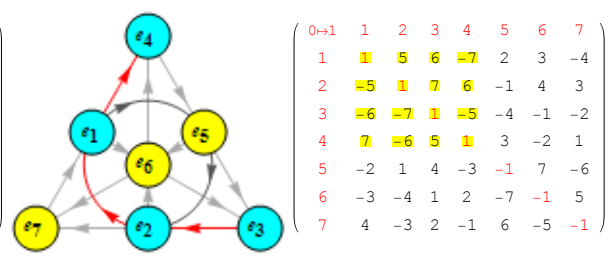 e4
e1
e5
e6
e7
e2
e3
0↦1 1 2 3 4 5 6 7
1 1 5 6 -7 2 3 -4
2 -5 1 7 6 -1 4 3
3 -6 -7 1 -5 -4 -1 -2
4 7 -6 5 1 3 -2 1
5 -2 1 4 -3 -1 7 -6
6 -3 -4 1 2 -7 -1 5
7 4 -3 2 -1 6 -5 -1